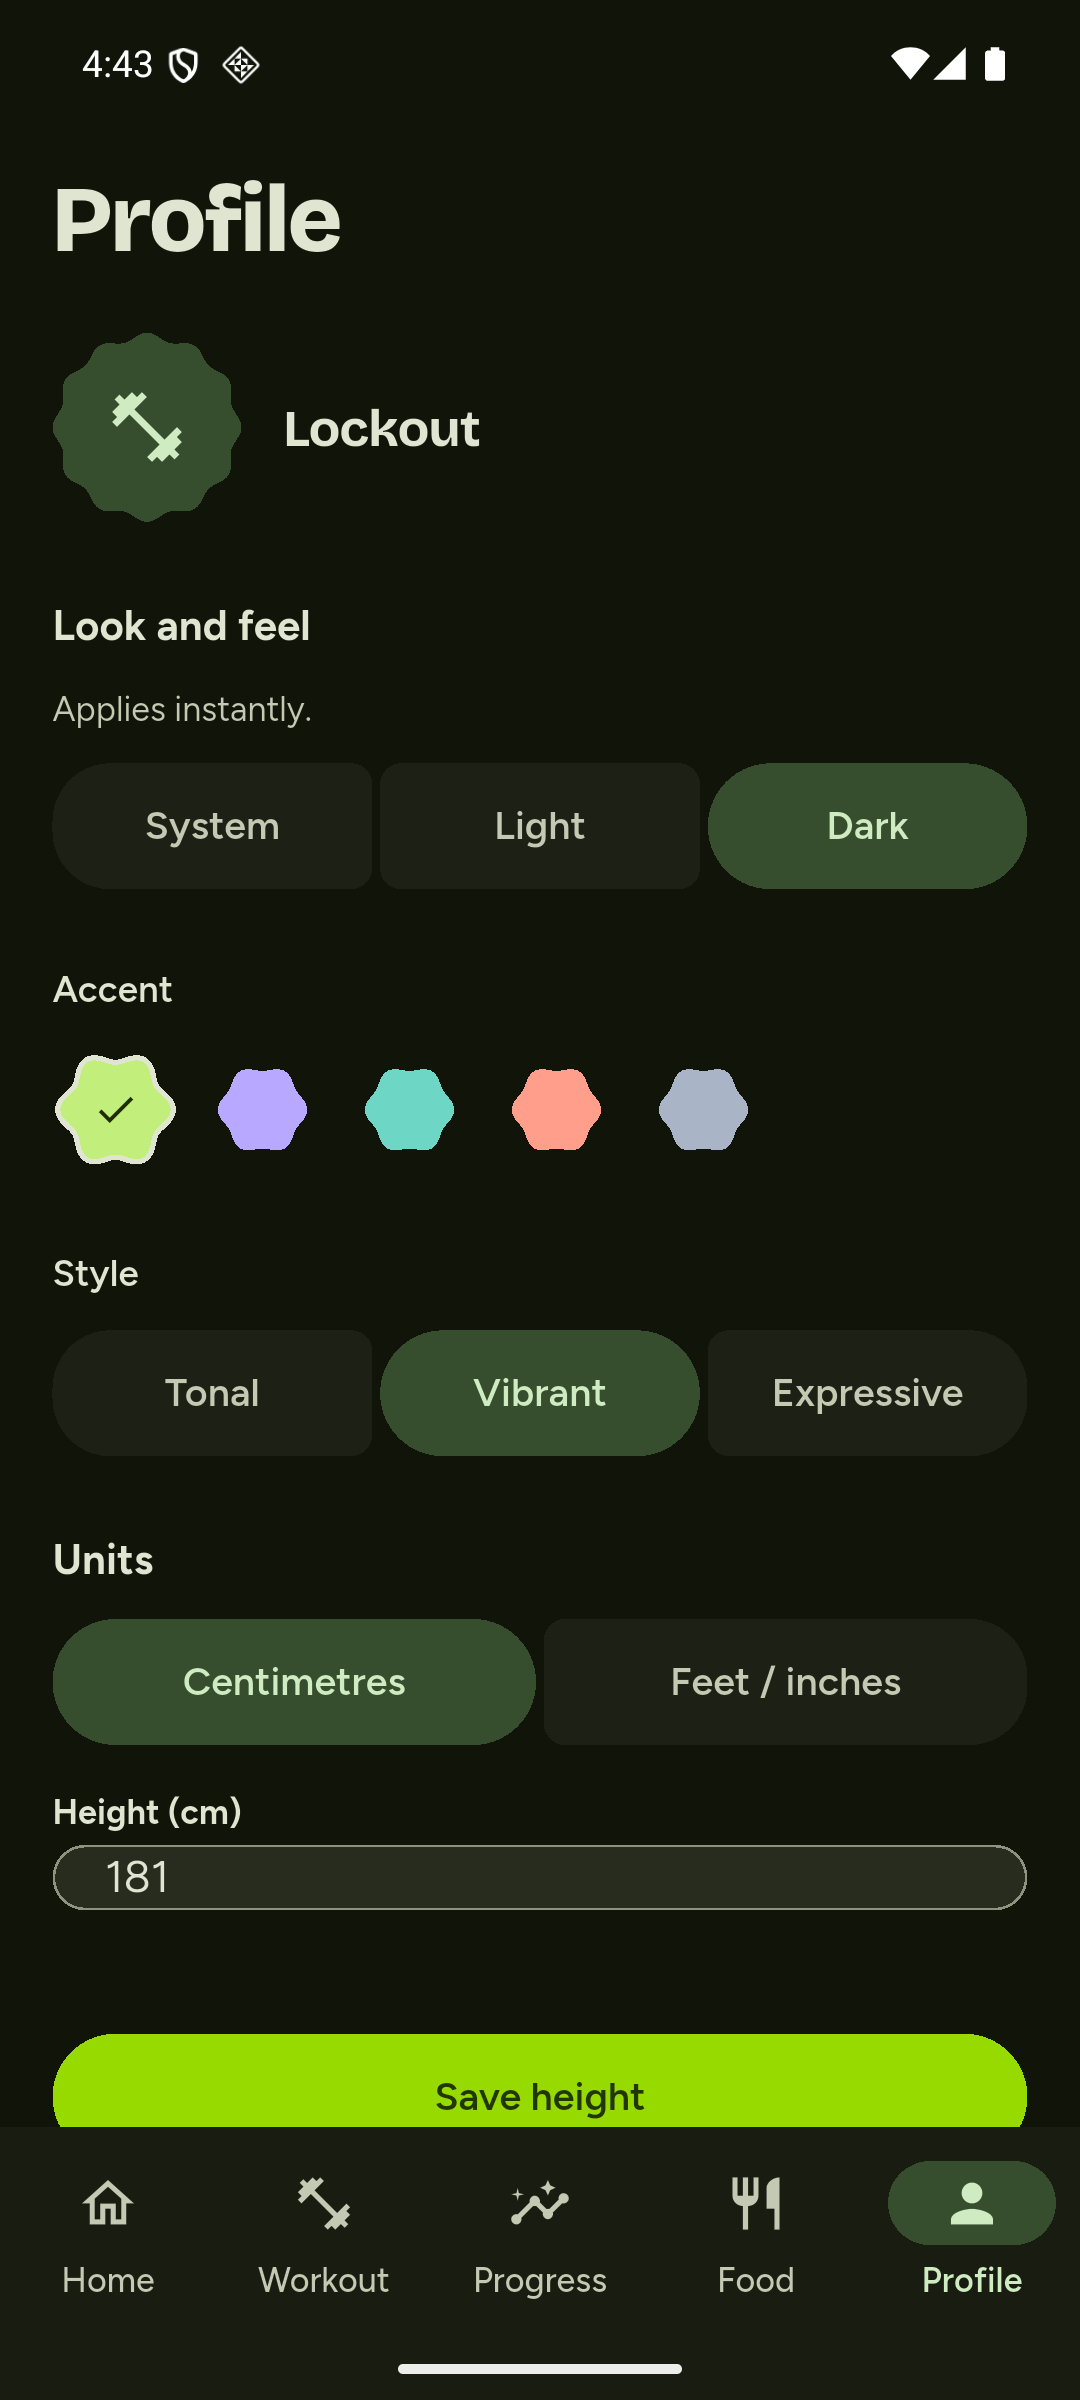 4:43
Profile
Lockout
Look and feel
Applies instantly.
System Light Dark
Accent
Style
Tonal Vibrant Expressive
Units
Centimetres Feet / inches
Height (cm)
181
Save height
Home Workout Progress Food Profile